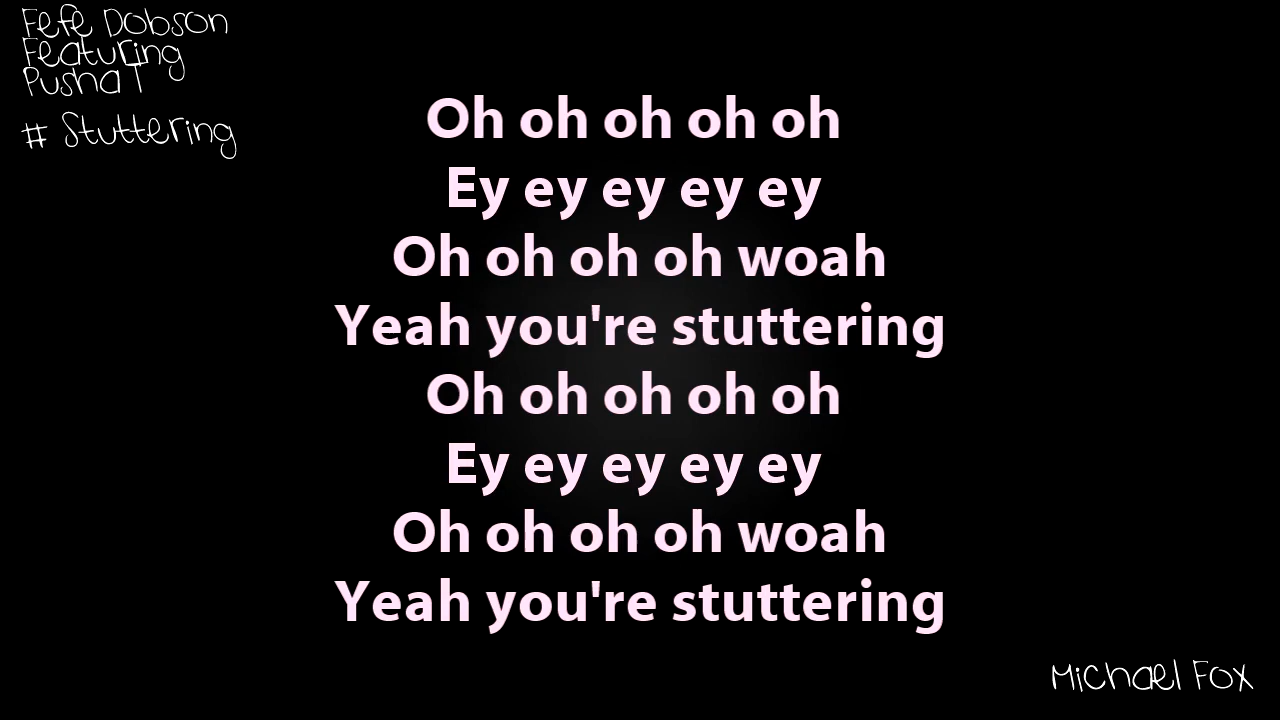 Fefe Dobson
Featuring
Pusha T
# Stuttering
Oh oh oh oh oh
Ey ey ey ey ey
Oh oh oh oh woah
Yeah you're stuttering
Oh oh oh oh oh
Ey ey ey ey ey
Oh oh oh oh woah
Yeah you're stuttering
Michael Fox